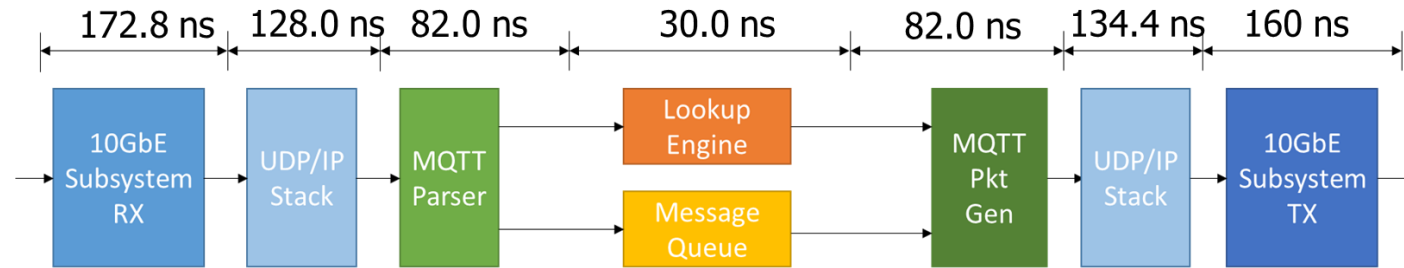 172.8 ns 128.0 ns 82.0 ns 30.0 ns 82.0 ns 134.4 ns 160 ns
10GbE
Subsystem
RX
UDP/IP
Stack
MQTT
Parser
Lookup
Engine
Message
Queue
MQTT
Pkt
Gen
UDP/IP
Stack
10GbE
Subsystem
TX